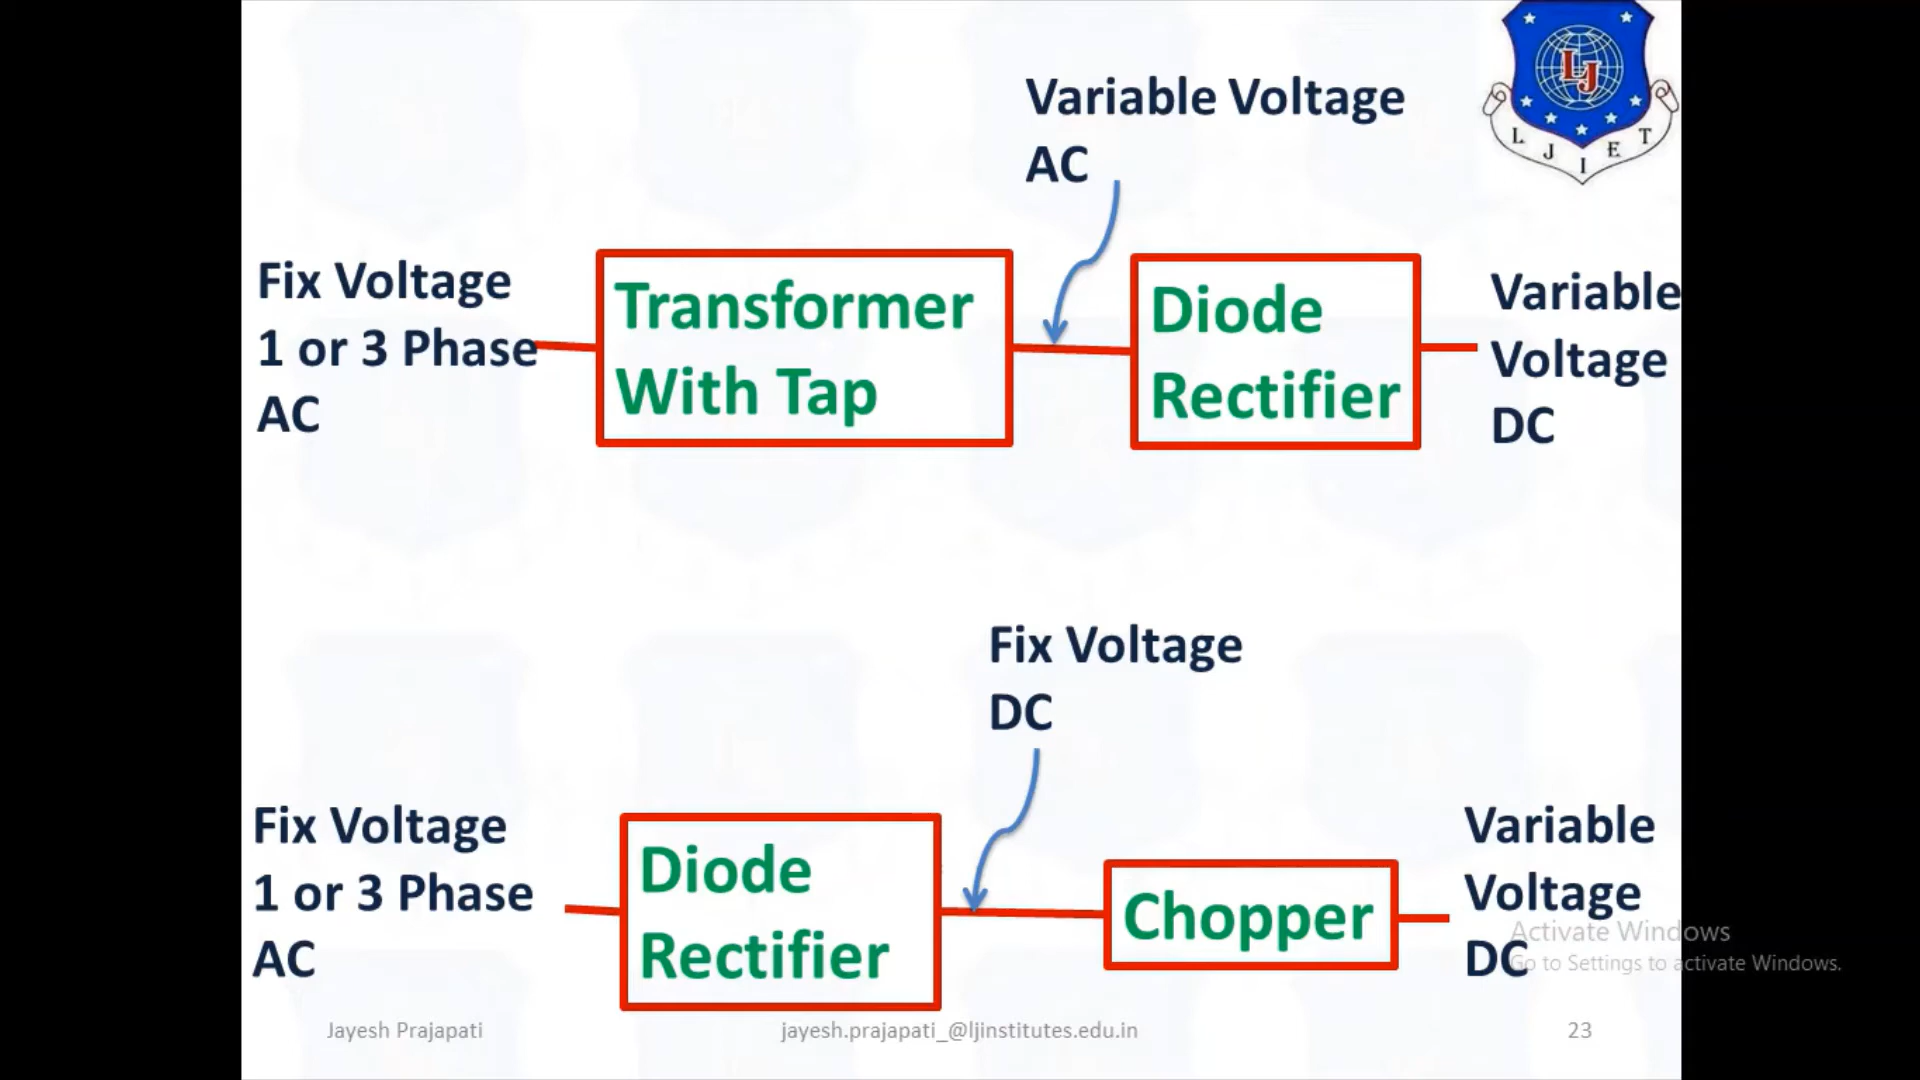 Variable Voltage
AC
LJ
L J I E T
Fix Voltage
1 or 3 Phase
AC
Transformer
With Tap
Diode
Rectifier
Variable
Voltage
DC
Fix Voltage
DC
Fix Voltage
1 or 3 Phase
AC
Diode
Rectifier
Chopper
Variable
Voltage
DC
Activate Windows
Go to Settings to activate Windows.
Jayesh Prajapati
jayesh.prajapati_@ljinstitutes.edu.in
23